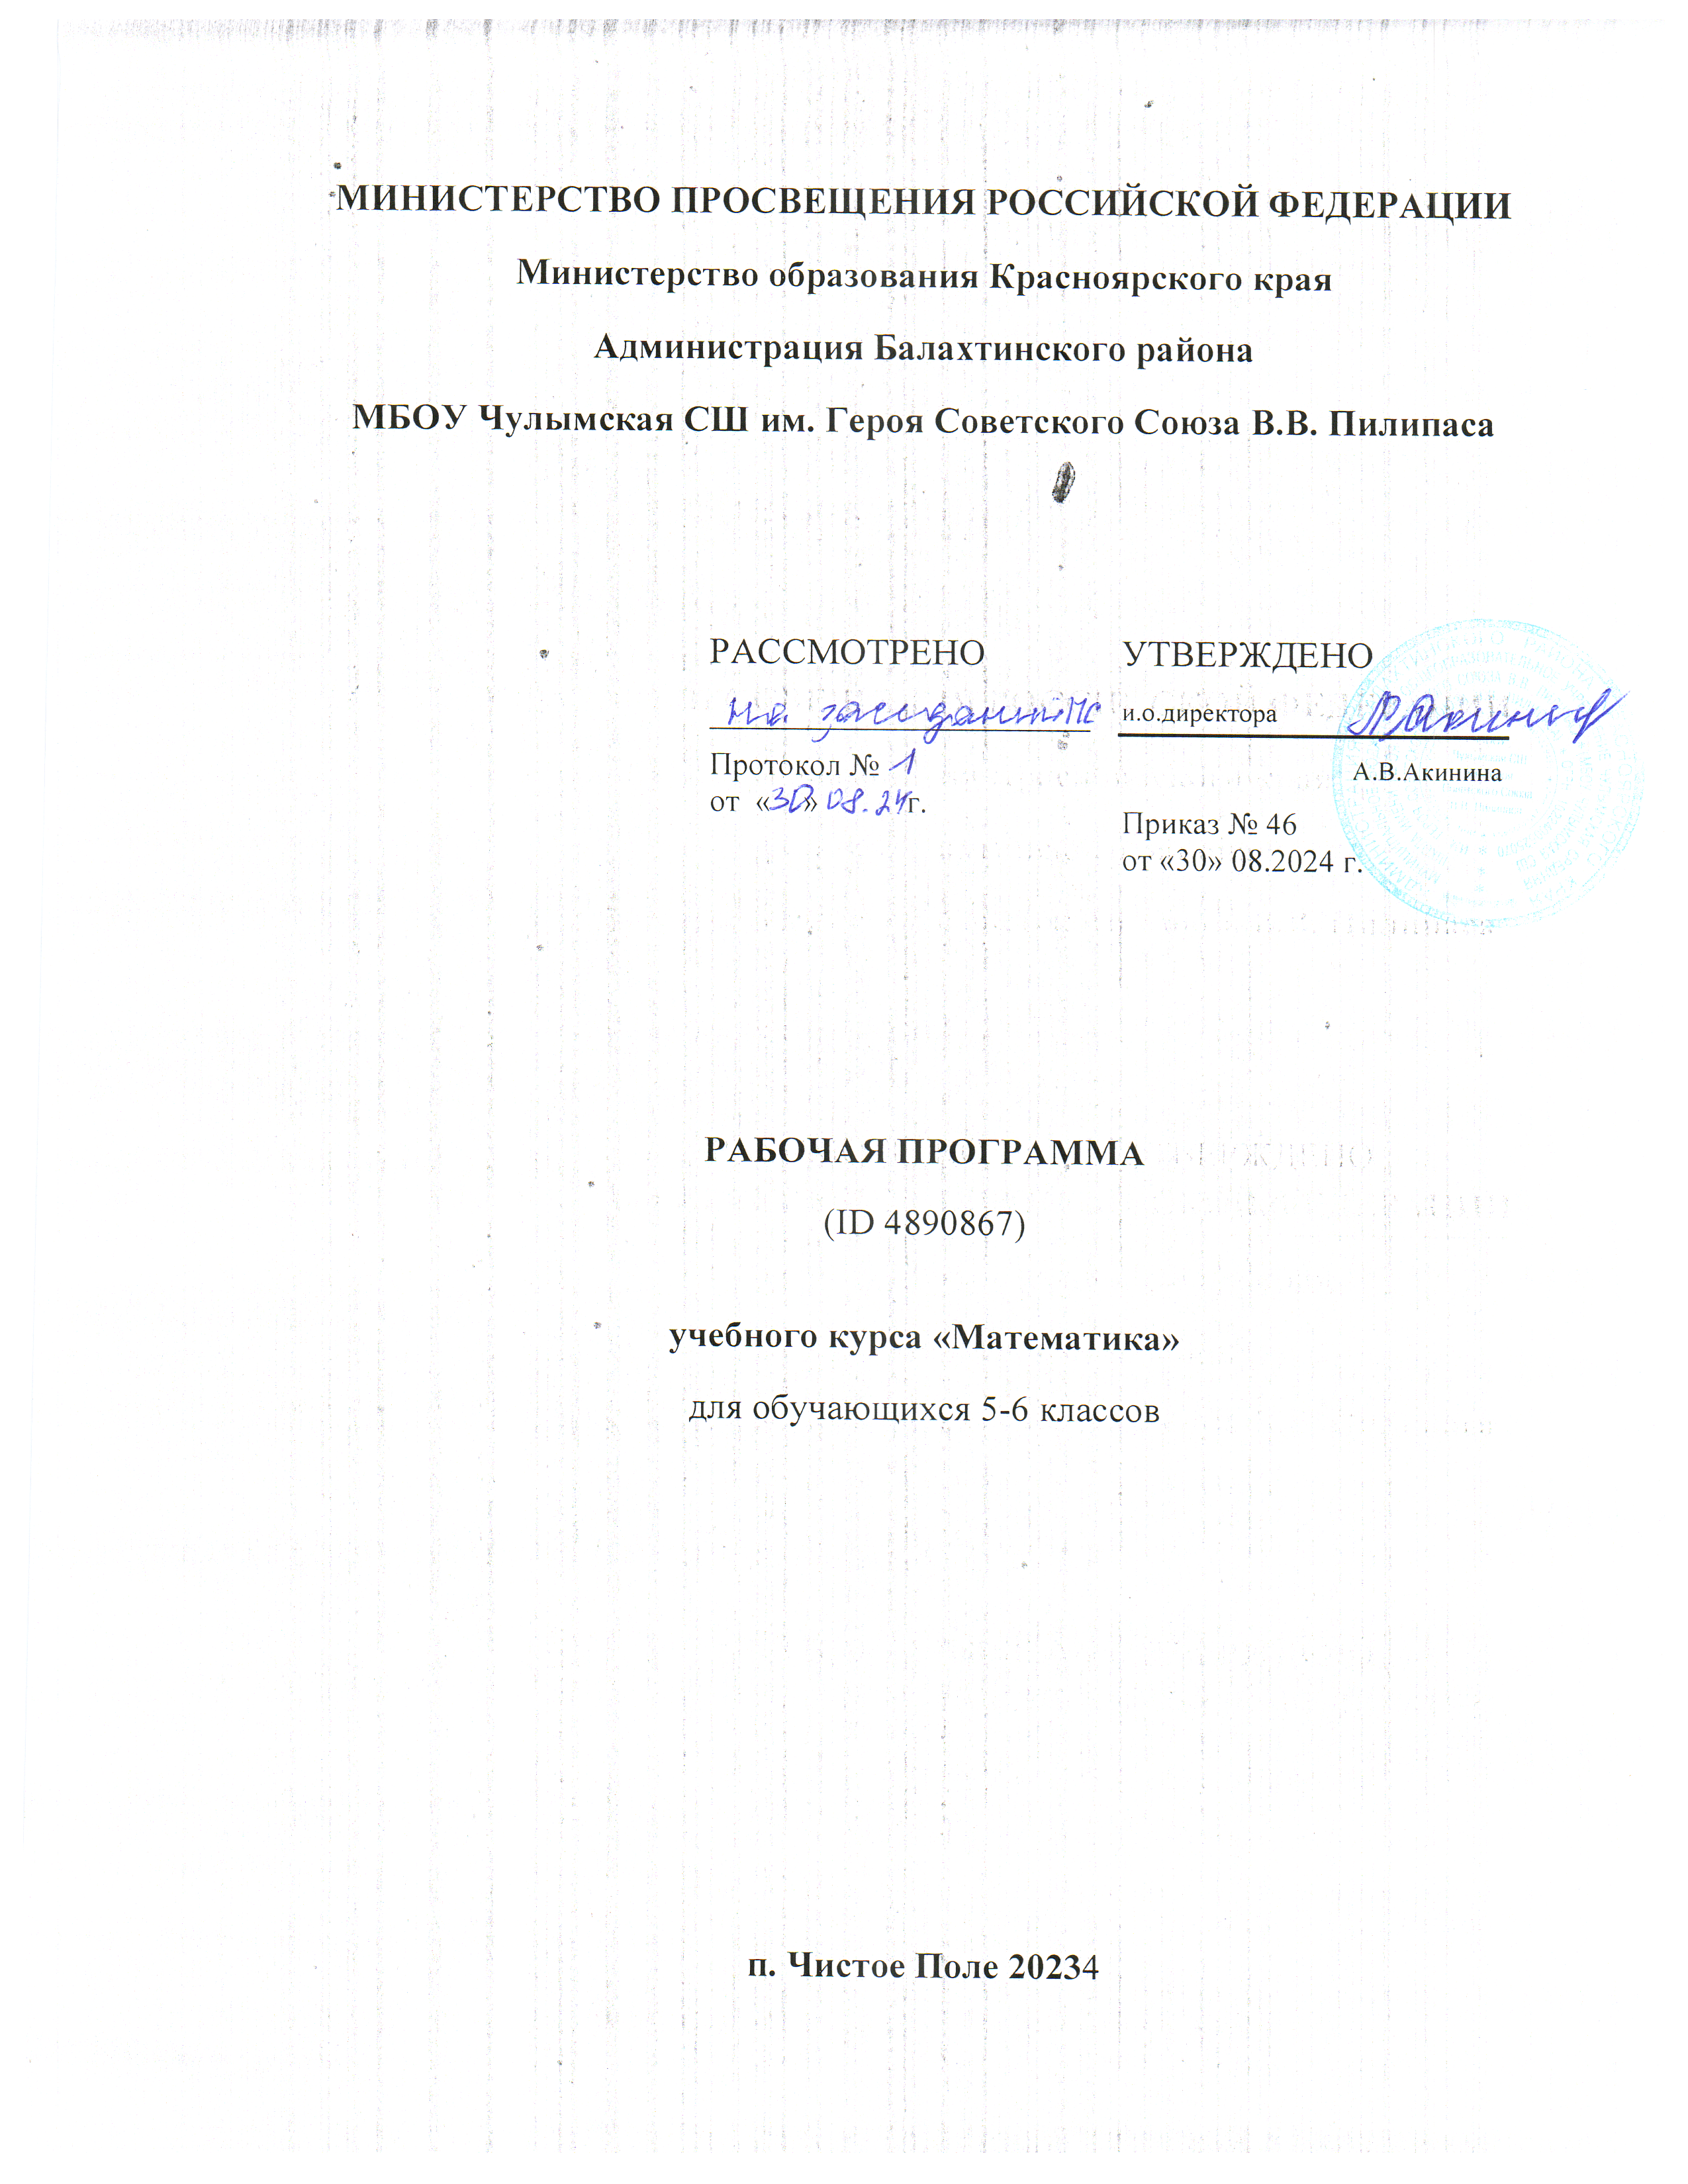 МИНИСТЕРСТВО ПРОСВЕЩЕНИЯ РОССИЙСКОЙ ФЕДЕРАЦИИ
Министерство образования Красноярского края
Администрация Балахтинского района
МБОУ Чулымская СШ им. Героя Советского Союза В.В. Пилипаса
РАССМОТРЕНО
на заседании МС
Протокол № 1
от «30» 08.24 г.
УТВЕРЖДЕНО
и.о.директора
А.В.Акинина
Приказ № 46
от «30» 08.2024 г.
РАБОЧАЯ ПРОГРАММА
(ID 4890867)
учебного курса «Математика»
для обучающихся 5-6 классов
п. Чистое Поле 20234